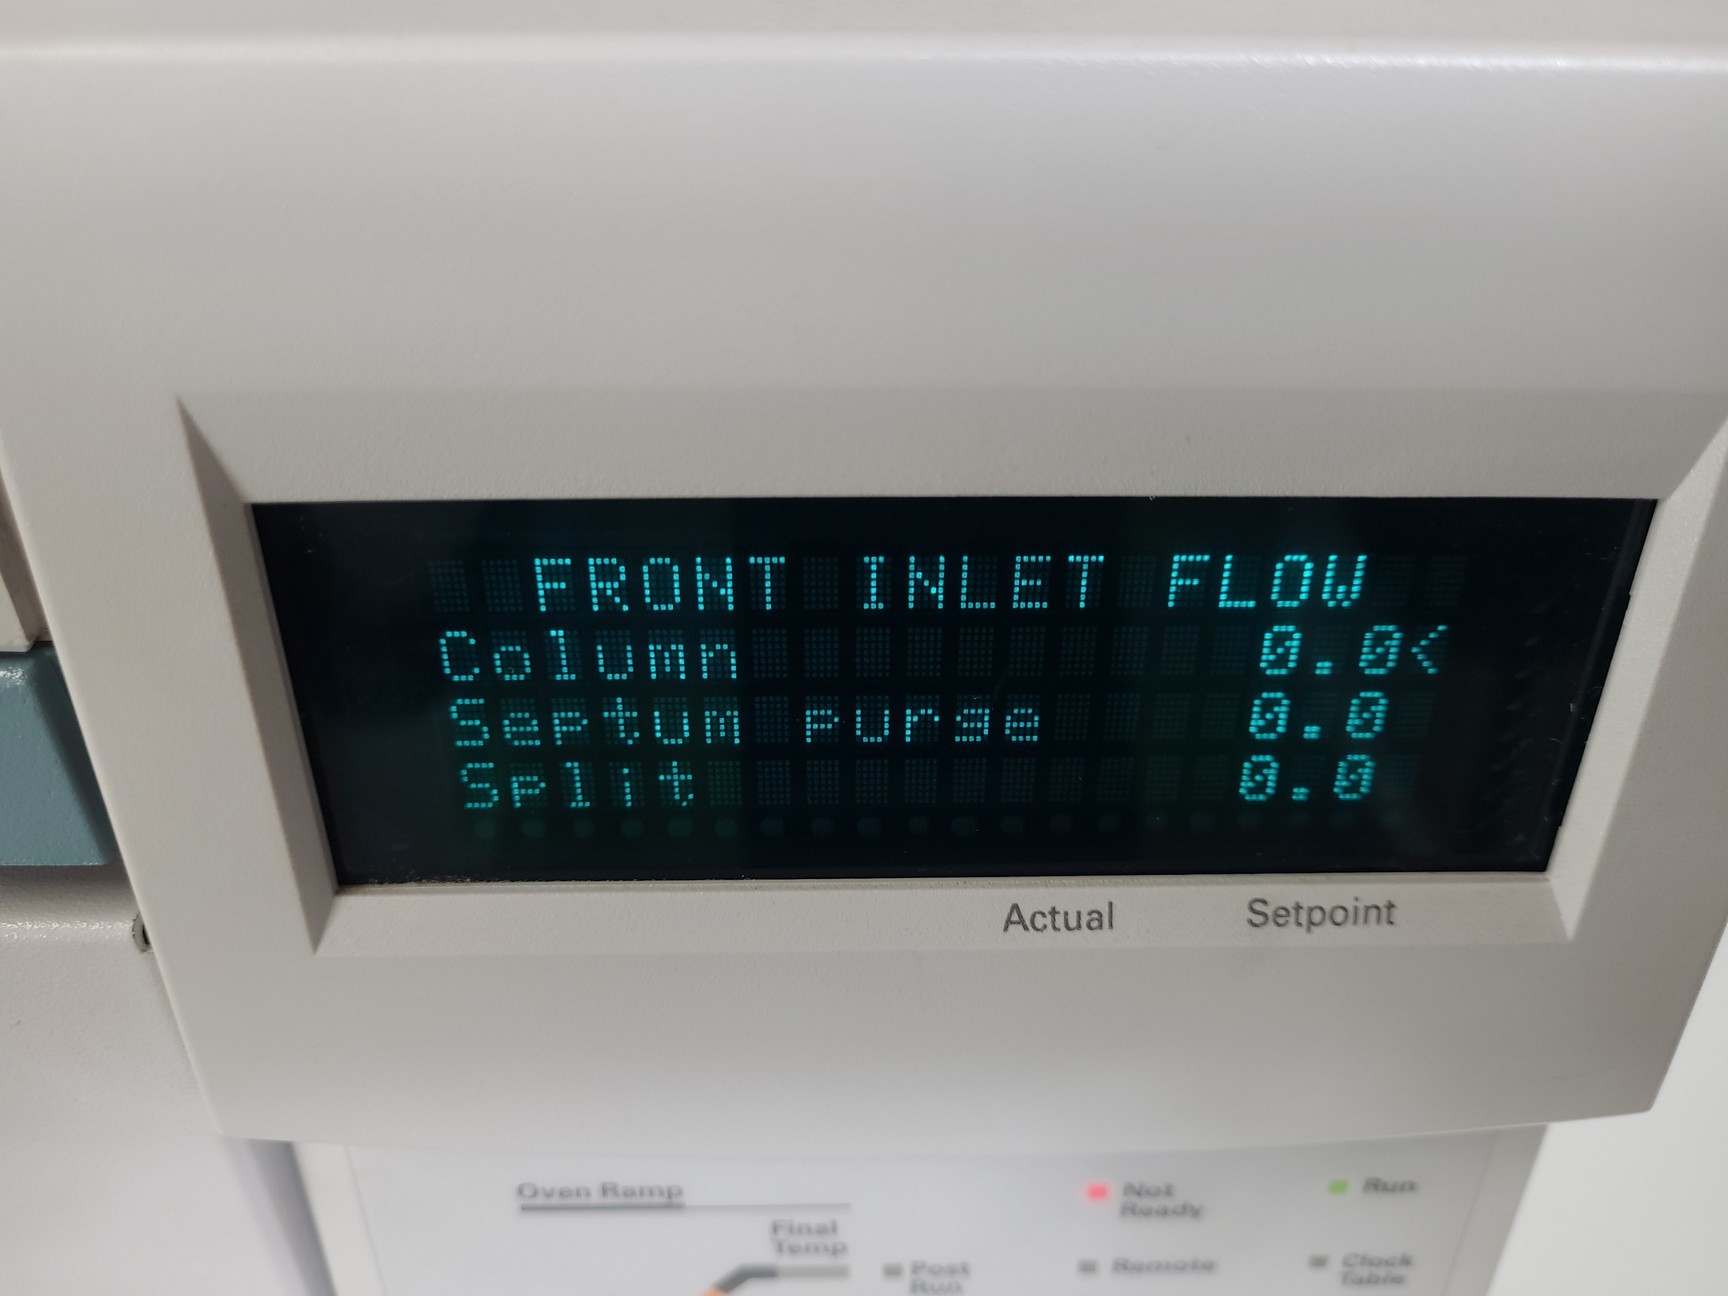 FRONT INLET FLOW
Column 0.0<
Septum purge 0.0
Split 0.0
Actual Setpoint
Oven Ramp
Final
Temp
Not
Ready
Run
Post
Run
Remote
Clock
Table